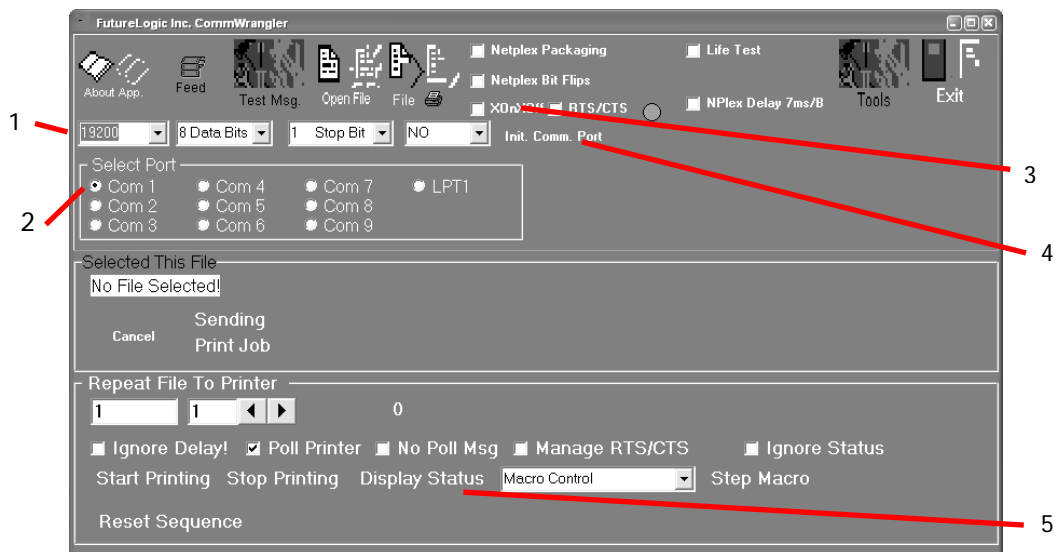 FutureLogic Inc. CommWrangler
About App.
Feed
Test Msg.
Open File
File
Netplex Packaging
Netplex Bit Flips
XOn/XOff
RTS/CTS
Life Test
NPlex Delay 7ms/B
Tools
Exit
1
19200
8 Data Bits
1 Stop Bit
NO
Init. Comm. Port
3
Select Port
Com 1 Com 4 Com 7 LPT1
Com 2 Com 5 Com 8
Com 3 Com 6 Com 9
2
4
Selected This File
No File Selected!
Cancel
Sending
Print Job
Repeat File To Printer
1 1 0
Ignore Delay! Poll Printer No Poll Msg Manage RTS/CTS Ignore Status
Start Printing Stop Printing Display Status Macro Control Step Macro
Reset Sequence
5